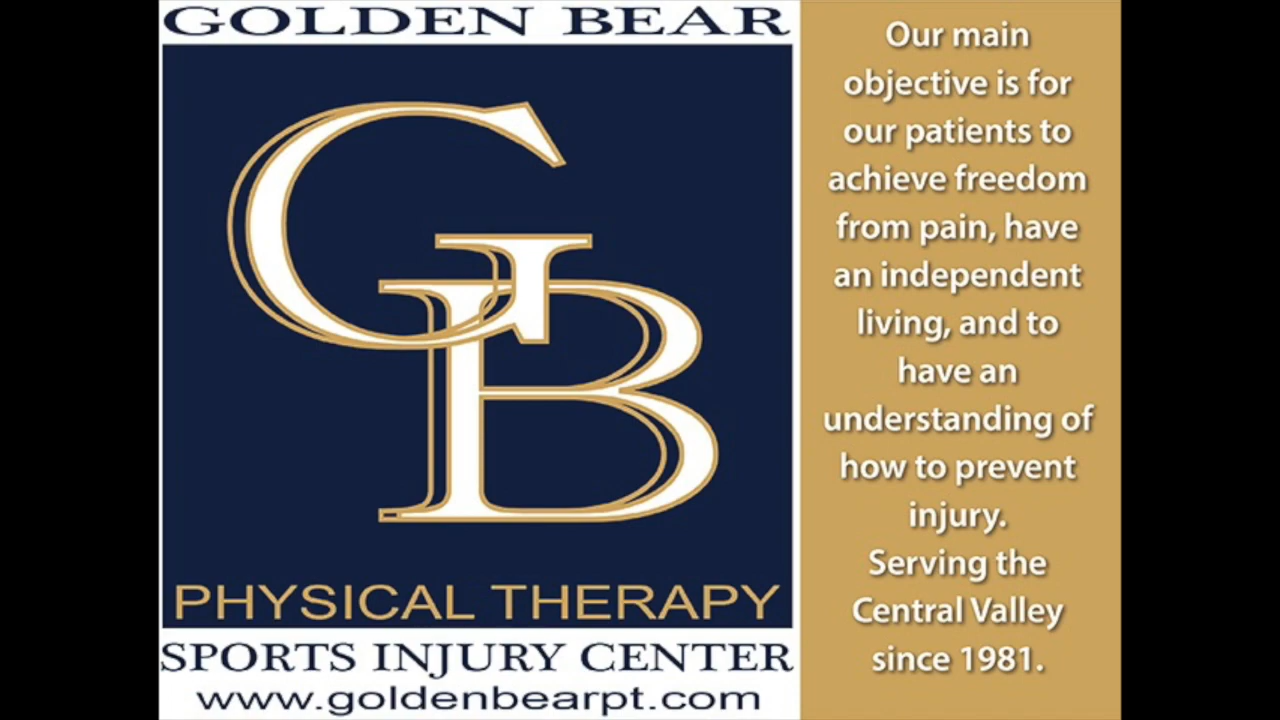 GOLDEN BEAR
GB
PHYSICAL THERAPY
SPORTS INJURY CENTER
www.goldenbearpt.com
Our main
objective is for
our patients to
achieve freedom
from pain, have
an independent
living, and to
have an
understanding of
how to prevent
injury.
Serving the
Central Valley
since 1981.